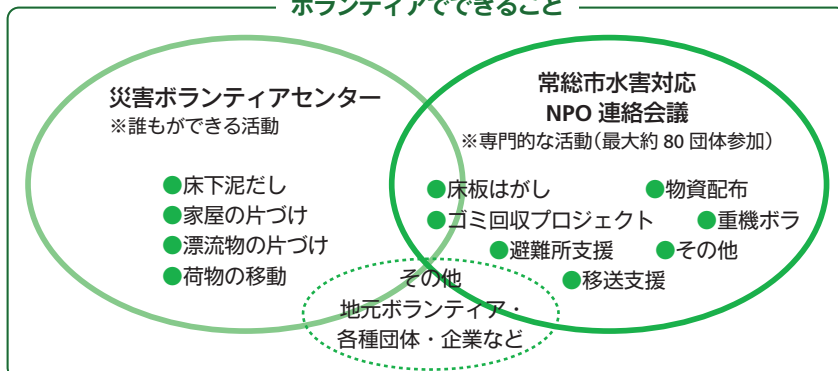 ボランティアでできること
災害ボランティアセンター
※誰もができる活動
●床下泥だし
●家屋の片づけ
●漂流物の片づけ
●荷物の移動
常総市水害対応
NPO 連絡会議
※専門的な活動(最大約 80 団体参加)
●床板はがし ●物資配布
●ゴミ回収プロジェクト ●重機ボラ
●避難所支援 ●その他
●移送支援
その他
地元ボランティア・
各種団体・企業など